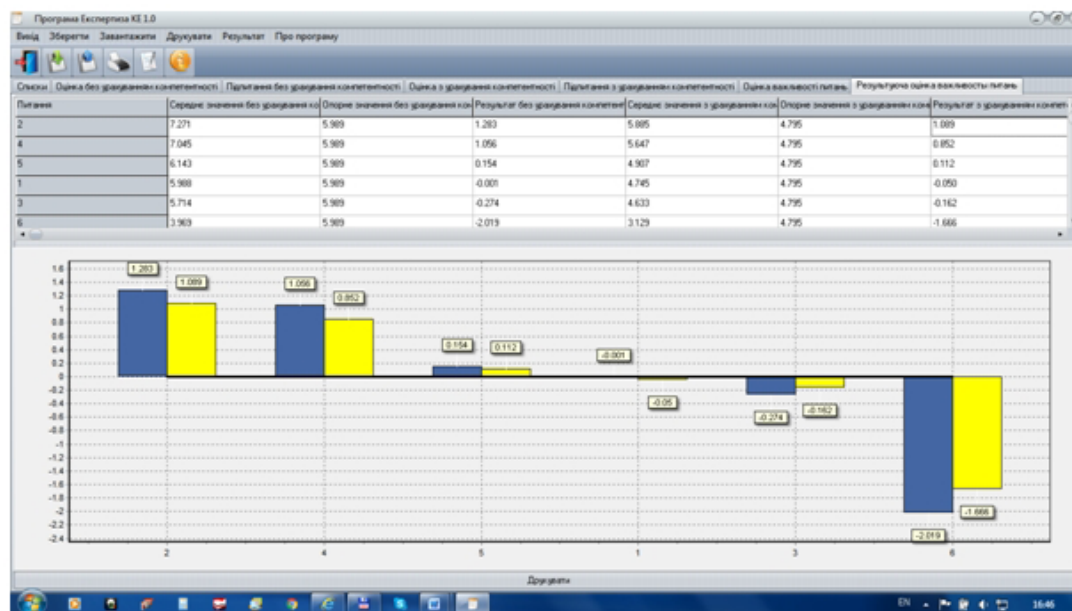 Програма Експертиза КЕ 1.0
Вихід Зберегти Завантажити Друкувати Результат Про програму
Списки Оцінка без урахуванням компетентності Підпитання без урахування компетентності Оцінка з урахування компетентності Підпитання з урахуванням компетентності Оцінка важливості питань Результуюча оцінка важливосты питань
Питання Середнє значення без урахування ко Опорне значення без урахування ком Результат без урахування компетент Середнє значення з урахуванням ком Опорне значення з урахуванням комп Результат з урахуванням компет
2 7.271 5.989 1.283 5.885 4.795 1.089
4 7.045 5.989 1.056 5.647 4.795 0.852
5 6.143 5.989 0.154 4.907 4.795 0.112
1 5.988 5.989 -0.001 4.745 4.795 -0.050
3 5.714 5.989 -0.274 4.633 4.795 -0.162
6 3.969 5.989 -2.019 3.129 4.795 -1.666
1.6
1.4
1.2
1
0.8
0.6
0.4
0.2
0
-0.2
-0.4
-0.6
-0.8
-1
-1.2
-1.4
-1.6
-1.8
-2
-2.2
-2.4
1.283 1.089 1.056 0.852 0.154 0.112 -0.001 -0.05 -0.274 -0.162 -2.019 -1.666
2 4 5 1 3 6
Друкувати
EN 16:46